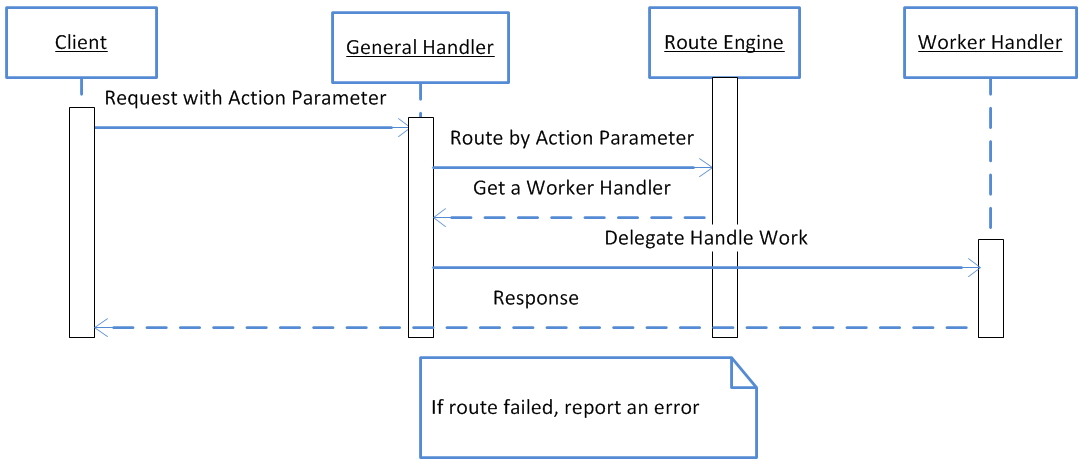 Client
General Handler
Route Engine
Worker Handler
Request with Action Parameter
Route by Action Parameter
Get a Worker Handler
Delegate Handle Work
Response
If route failed, report an error